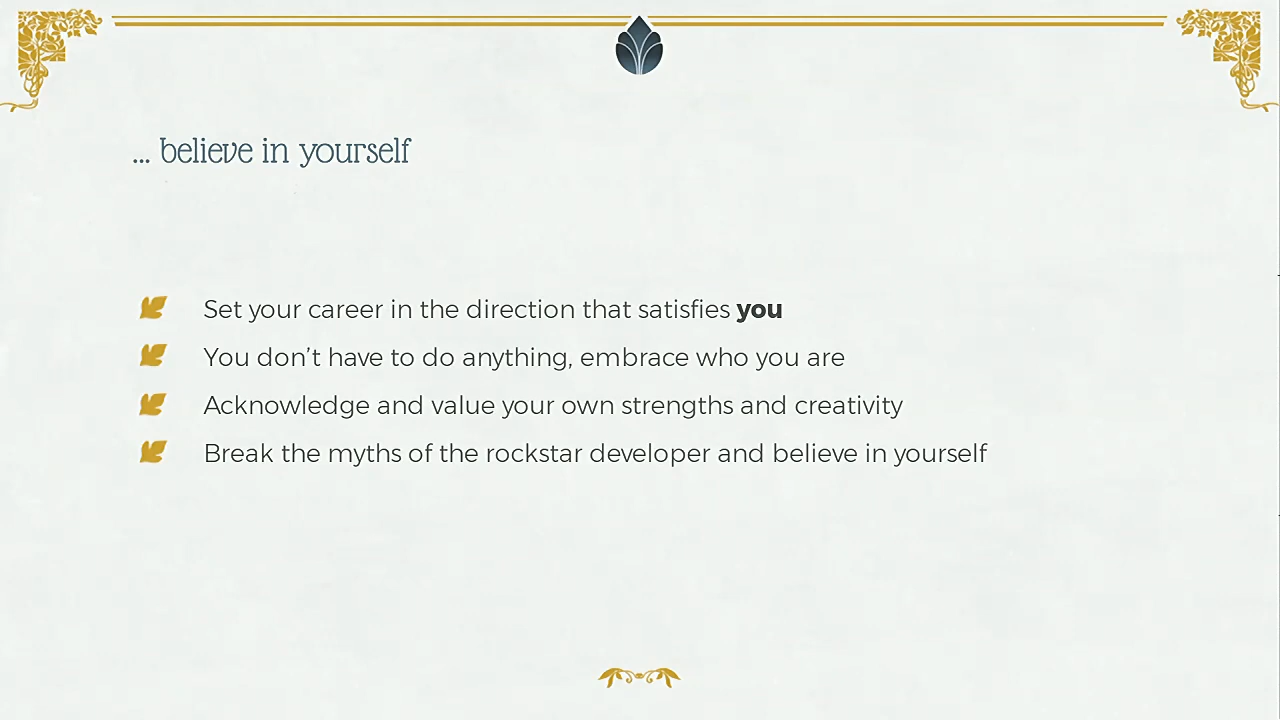 ... believe in yourself
Set your career in the direction that satisfies you
You don’t have to do anything, embrace who you are
Acknowledge and value your own strengths and creativity
Break the myths of the rockstar developer and believe in yourself